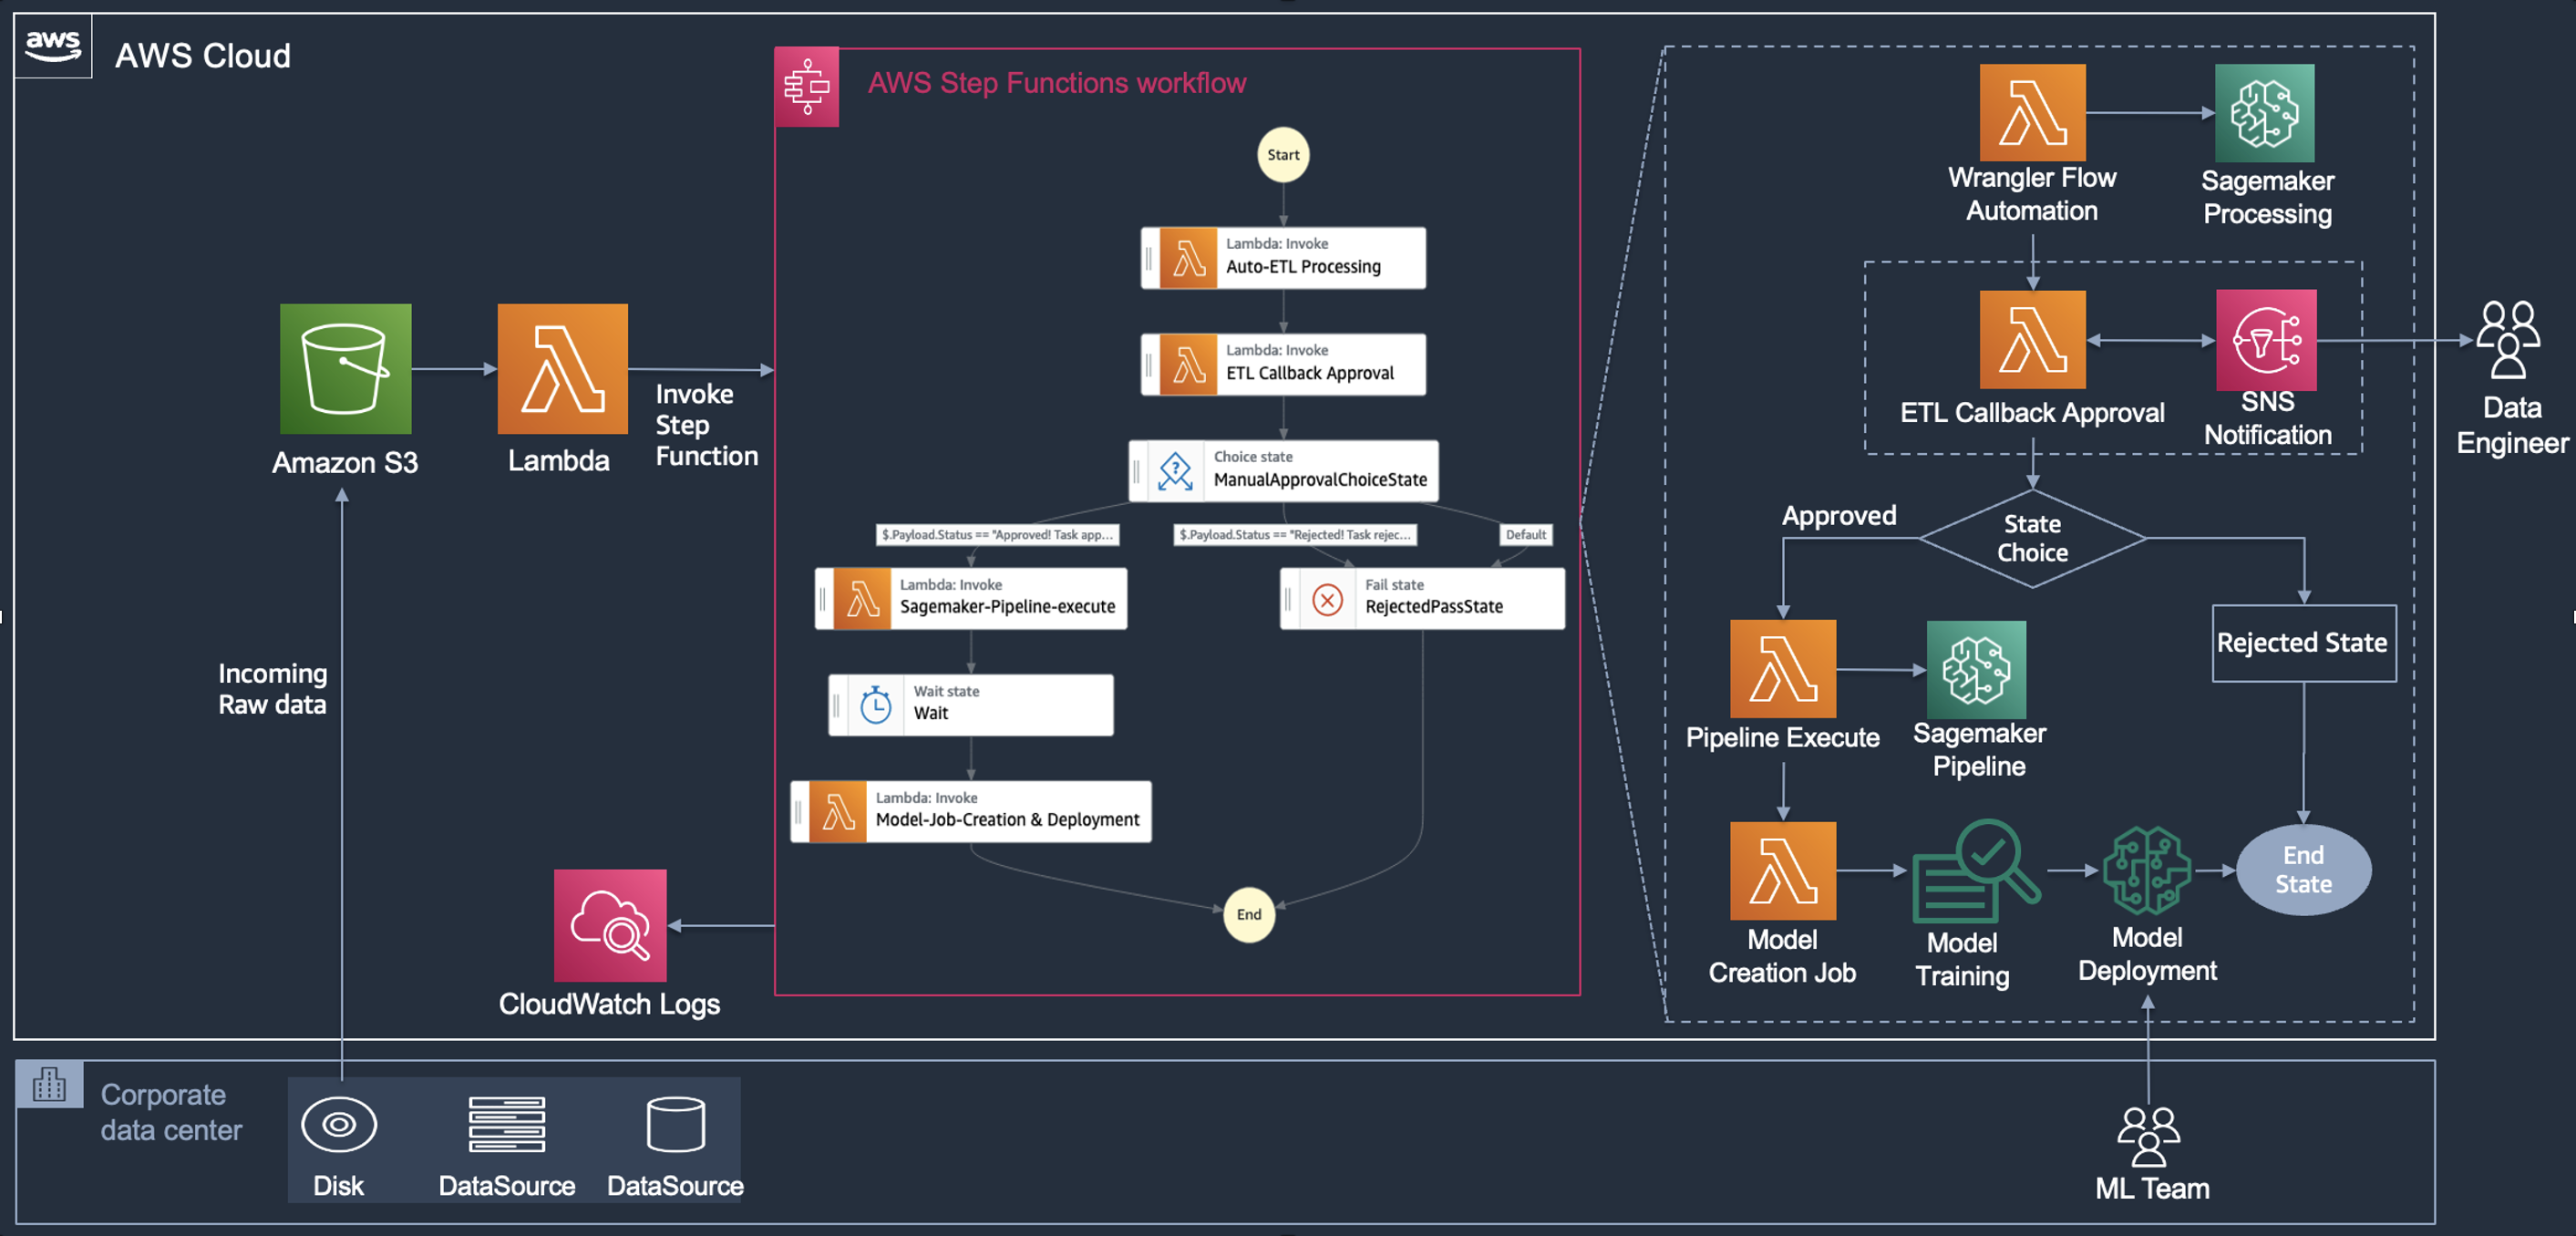 aws
AWS Cloud
AWS Step Functions workflow
Start
Lambda: Invoke
Auto-ETL Processing
Lambda: Invoke
ETL Callback Approval
Choice state
ManualApprovalChoiceState
$.Payload.Status == "Approved! Task app...
$.Payload.Status == "Rejected! Task rejec...
Default
Lambda: Invoke
Sagemaker-Pipeline-execute
Fail state
RejectedPassState
Wait state
Wait
Lambda: Invoke
Model-Job-Creation & Deployment
End
Amazon S3
Lambda
Invoke
Step
Function
Incoming
Raw data
CloudWatch Logs
Wrangler Flow
Automation
Sagemaker
Processing
ETL Callback Approval
SNS
Notification
Data
Engineer
State
Choice
Approved
Rejected State
Pipeline Execute
Sagemaker
Pipeline
Model
Creation Job
Model
Training
Model
Deployment
End
State
Corporate
data center
Disk
DataSource
DataSource
ML Team